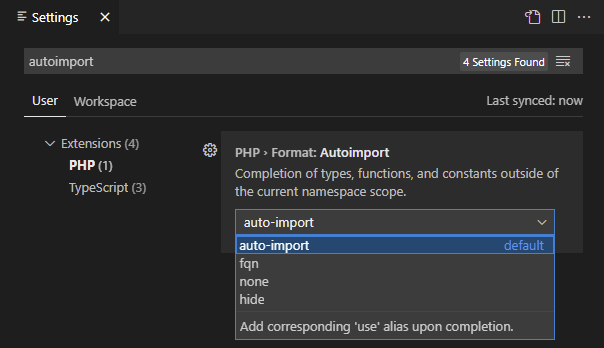 Settings
autoimport
4 Settings Found
User
Workspace
Last synced: now
Extensions (4)
PHP (1)
TypeScript (3)
PHP › Format: Autoimport
Completion of types, functions, and constants outside of
the current namespace scope.
auto-import
auto-import default
fqn
none
hide
Add corresponding 'use' alias upon completion.